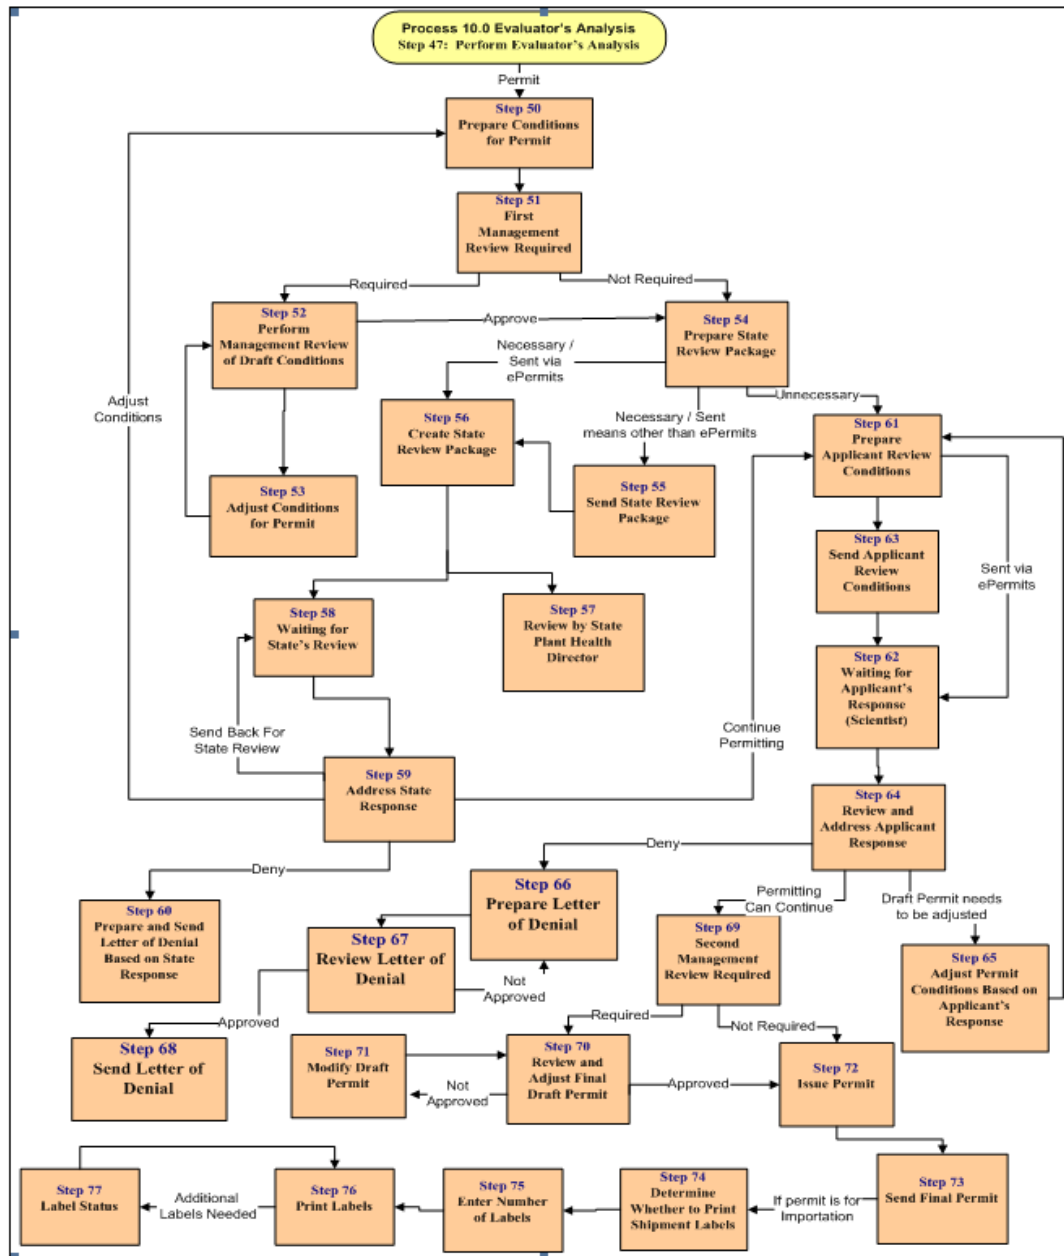 Process 10.0 Evaluator's Analysis
Step 47: Perform Evaluator's Analysis
Permit
Step 50
Prepare Conditions
for Permit
Step 51
First
Management
Review Required
Required
Not Required
Step 52
Perform
Management Review
of Draft Conditions
Approve
Step 54
Prepare State
Review Package
Necessary /
Sent via
ePermits
Adjust
Conditions
Unnecessary
Necessary / Sent
means other than ePermits
Step 56
Create State
Review Package
Step 61
Prepare
Applicant Review
Conditions
Step 53
Adjust Conditions
for Permit
Step 55
Send State Review
Package
Step 63
Send Applicant
Review
Conditions
Sent via
ePermits
Step 58
Waiting for
State's Review
Step 57
Review by State
Plant Health
Director
Step 62
Waiting for
Applicant's
Response
(Scientist)
Send Back For
State Review
Continue
Permitting
Step 59
Address State
Response
Step 64
Review and
Address Applicant
Response
Deny
Deny
Step 66
Prepare Letter
of Denial
Permitting
Can Continue
Draft Permit needs
to be adjusted
Step 60
Prepare and Send
Letter of Denial
Based on State
Response
Step 67
Review Letter of
Denial
Not
Approved
Step 69
Second
Management
Review Required
Step 65
Adjust Permit
Conditions Based on
Applicant's
Response
Approved
Required
Not Required
Step 68
Send Letter of
Denial
Step 71
Modify Draft
Permit
Not
Approved
Step 70
Review and
Adjust Final
Draft Permit
Approved
Step 72
Issue Permit
Step 77
Label Status
Additional
Labels Needed
Step 76
Print Labels
Step 75
Enter Number
of Labels
Step 74
Determine
Whether to Print
Shipment Labels
If permit is for
Importation
Step 73
Send Final Permit